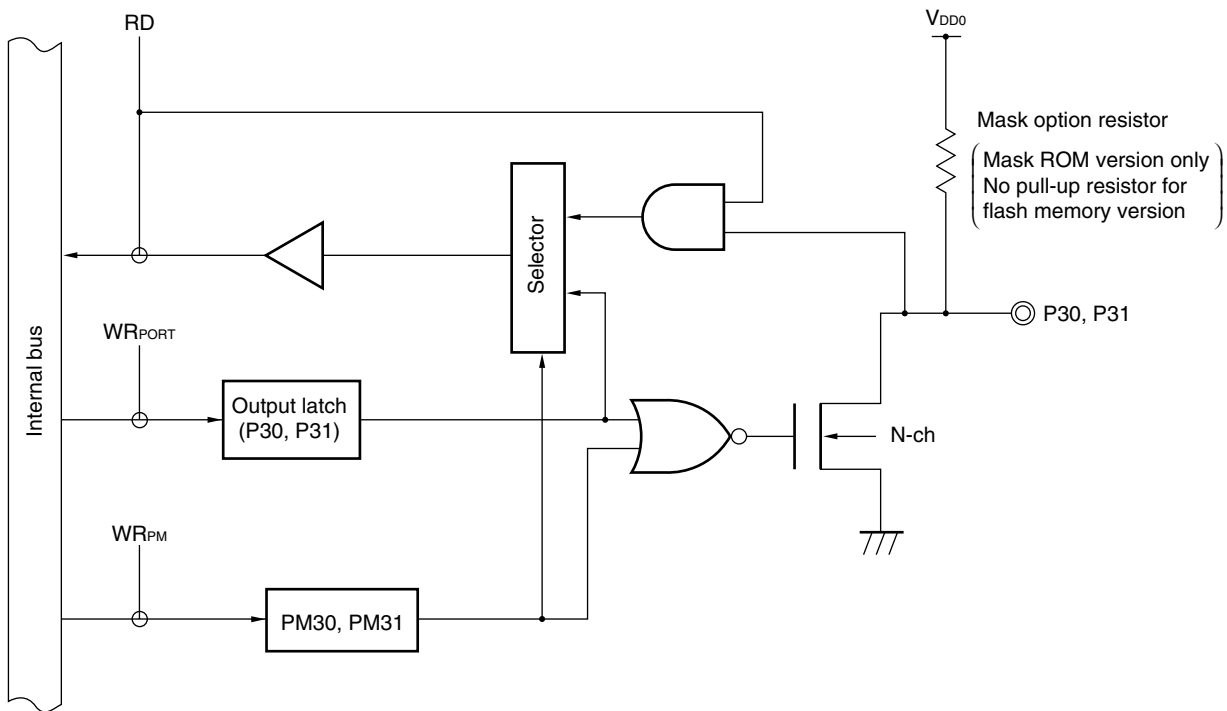 RD
VDD0
Mask option resistor
Mask ROM version only
No pull-up resistor for
flash memory version
Selector
P30, P31
WRPORT
Internal bus
Output latch
(P30, P31)
N-ch
WRPM
PM30, PM31